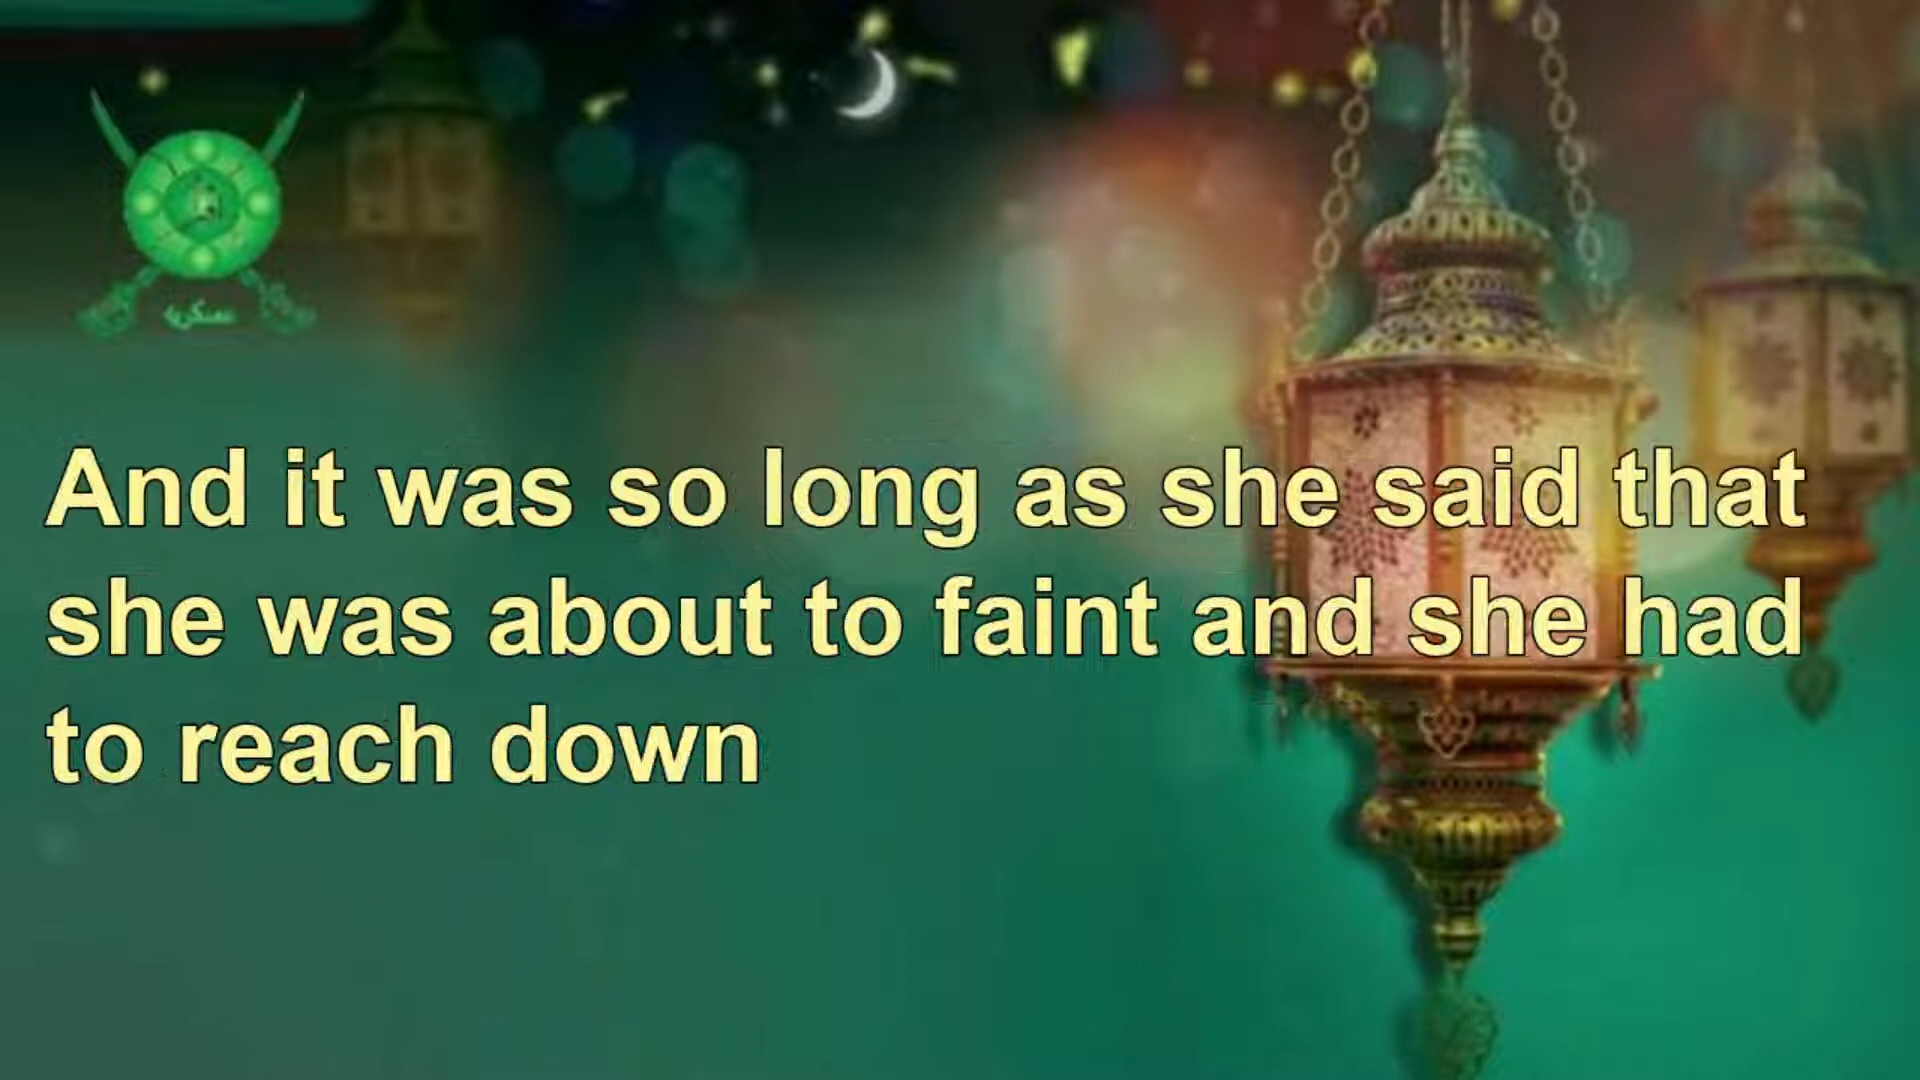 عسكرية
And it was so long as she said that
she was about to faint and she had
to reach down